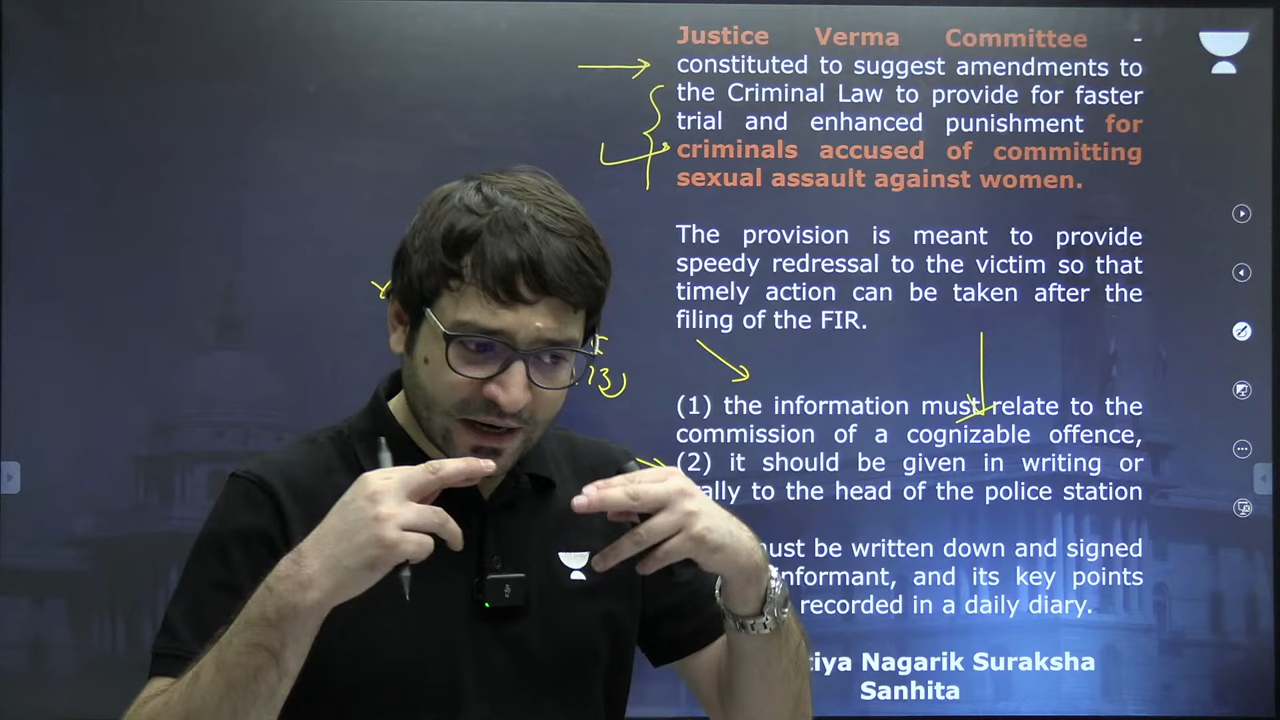 Justice Verma Committee -
constituted to suggest amendments to
the Criminal Law to provide for faster
trial and enhanced punishment for
criminals accused of committing
sexual assault against women.
The provision is meant to provide
speedy redressal to the victim so that
timely action can be taken after the
filing of the FIR.
(1) the information must relate to the
commission of a cognizable offence,
(2) it should be given in writing or
to the head of the police station
must be written down and signed
informant, and its key points
recorded in a daily diary.
Nagarik Suraksha
Sanhita